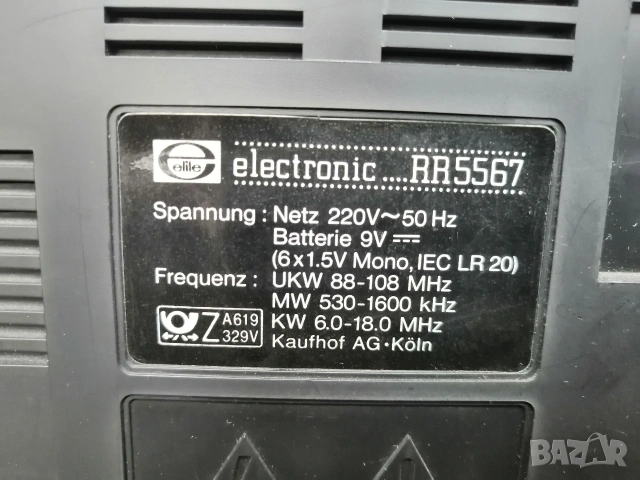 elite electronic....RR5567
Spannung: Netz 220V~50 Hz
Batterie 9V
(6x1.5V Mono, IEC LR 20)
Frequenz: UKW 88-108 MHz
MW 530-1600 kHz
KW 6.0-18.0 MHz
Z A619 329V
Kaufhof AG·Köln
BAZAR